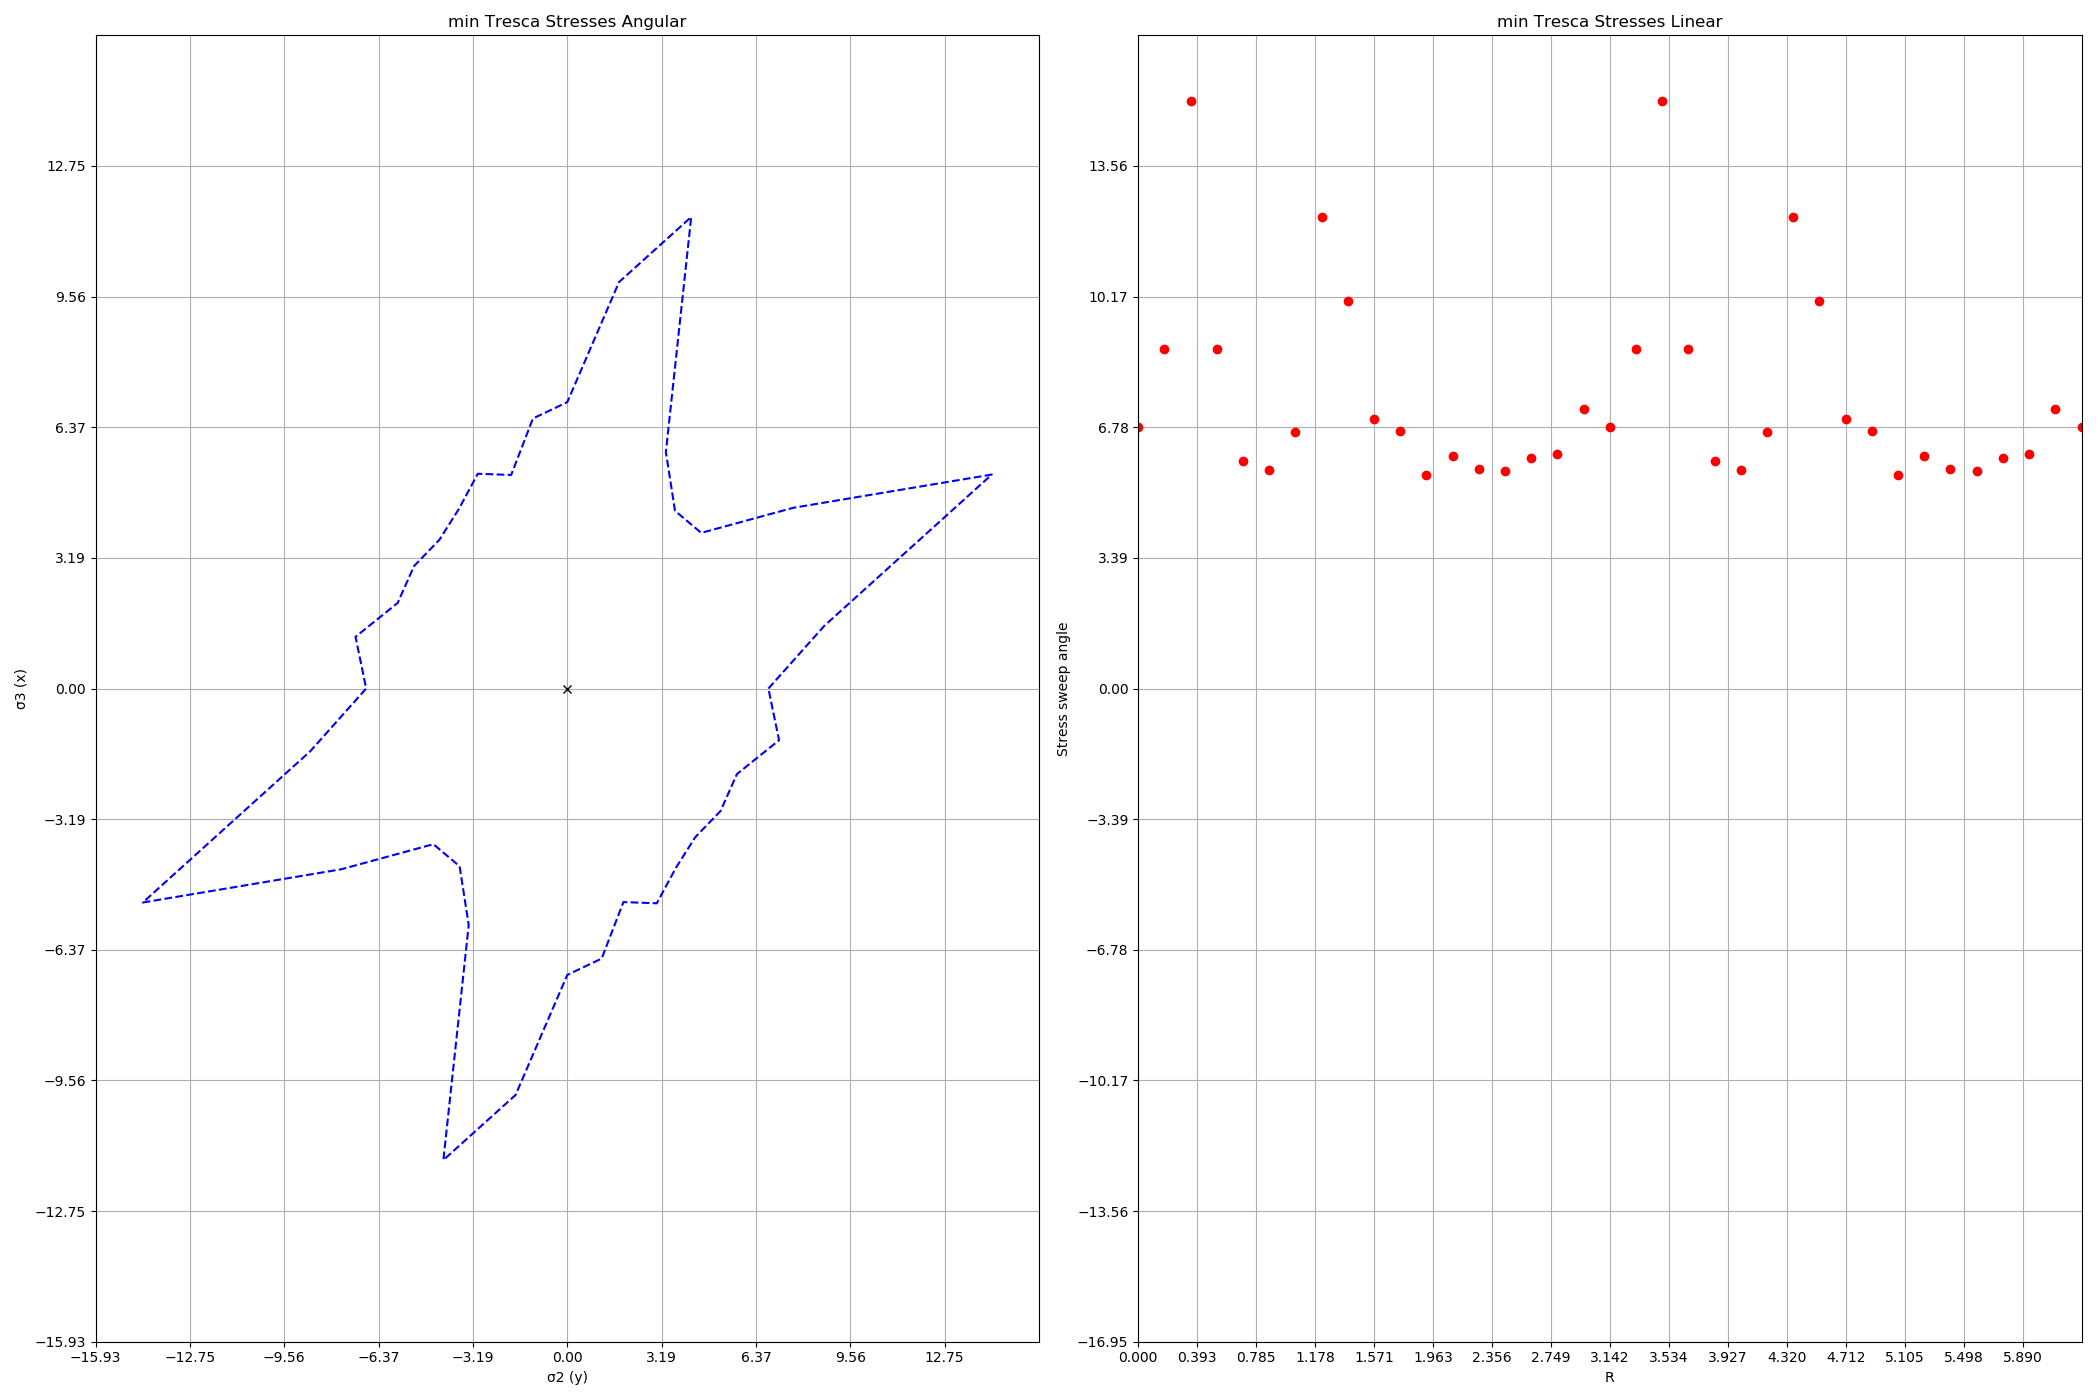 min Tresca Stresses Angular
12.75
9.56
6.37
3.19
0.00
−3.19
−6.37
−9.56
−12.75
−15.93
σ3 (x)
−15.93 −12.75 −9.56 −6.37 −3.19 0.00 3.19 6.37 9.56 12.75
σ2 (y)
min Tresca Stresses Linear
13.56
10.17
6.78
3.39
0.00
−3.39
−6.78
−10.17
−13.56
−16.95
Stress sweep angle
0.000 0.393 0.785 1.178 1.571 1.963 2.356 2.749 3.142 3.534 3.927 4.320 4.712 5.105 5.498 5.890
R